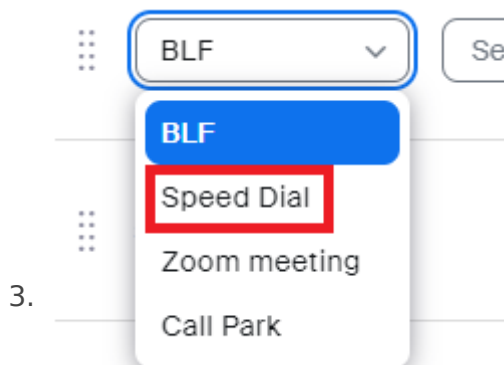 BLF
Se
BLF
Speed Dial
Zoom meeting
3.
Call Park